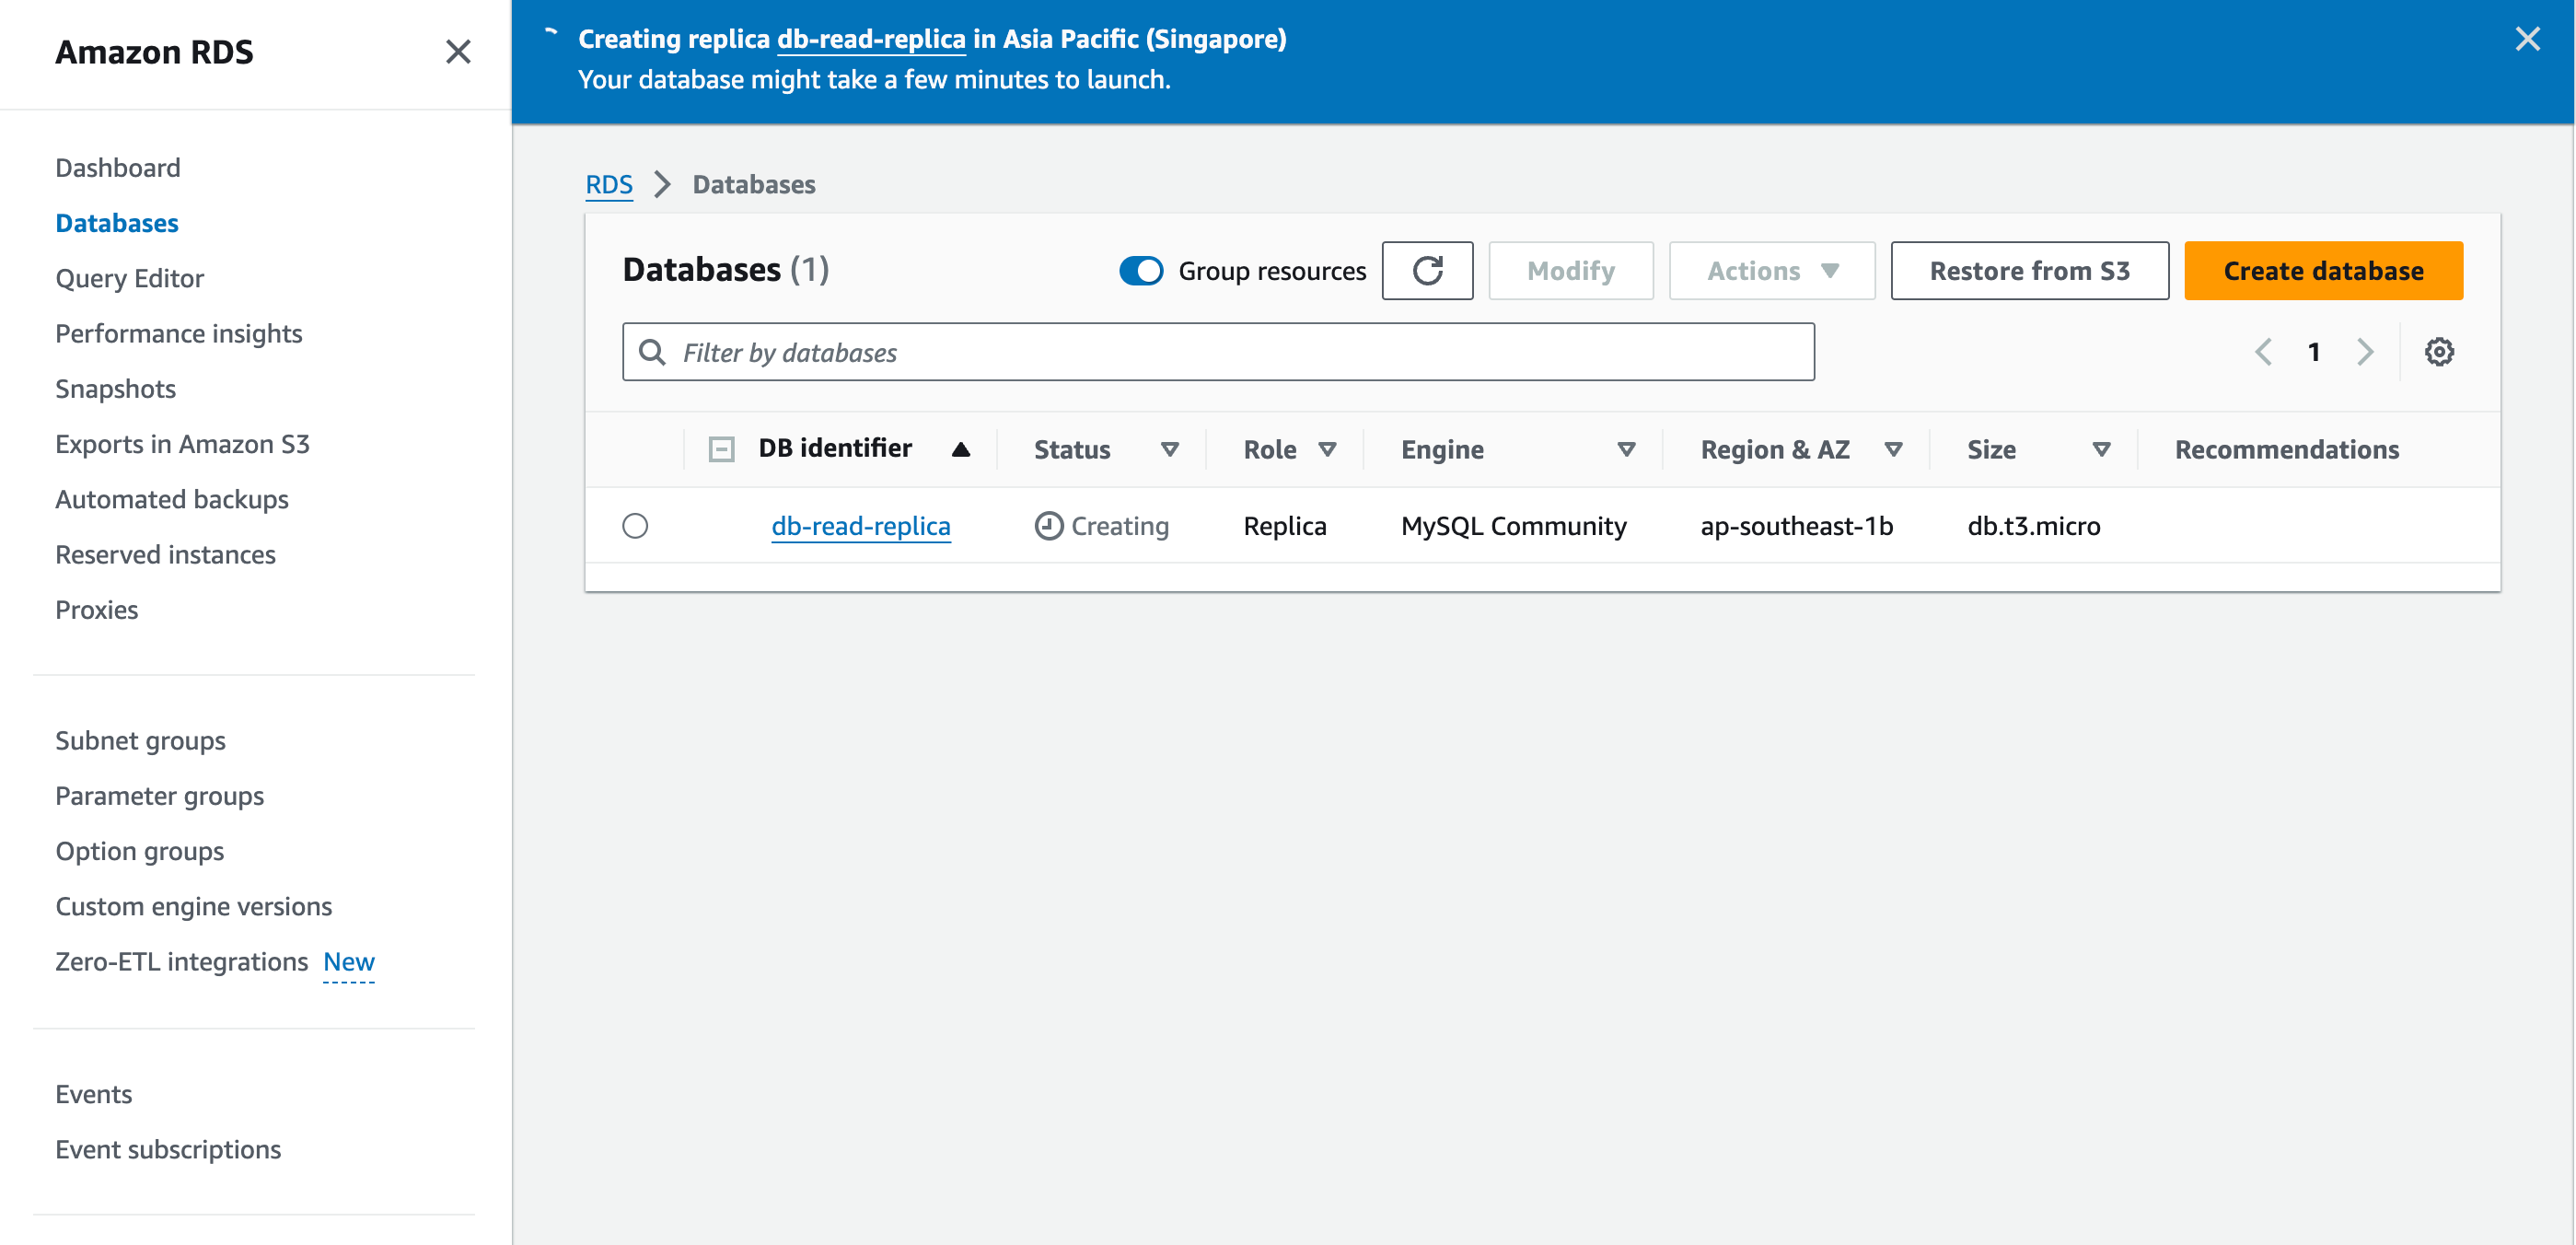 Amazon RDS
Dashboard
Databases
Query Editor
Performance insights
Snapshots
Exports in Amazon S3
Automated backups
Reserved instances
Proxies
Subnet groups
Parameter groups
Option groups
Custom engine versions
Zero-ETL integrations New
Events
Event subscriptions
Creating replica db-read-replica in Asia Pacific (Singapore)
Your database might take a few minutes to launch.
RDS Databases
Databases (1) Group resources Modify Actions Restore from S3 Create database
Filter by databases 1
DB identifier Status Role Engine Region & AZ Size Recommendations
db-read-replica Creating Replica MySQL Community ap-southeast-1b db.t3.micro